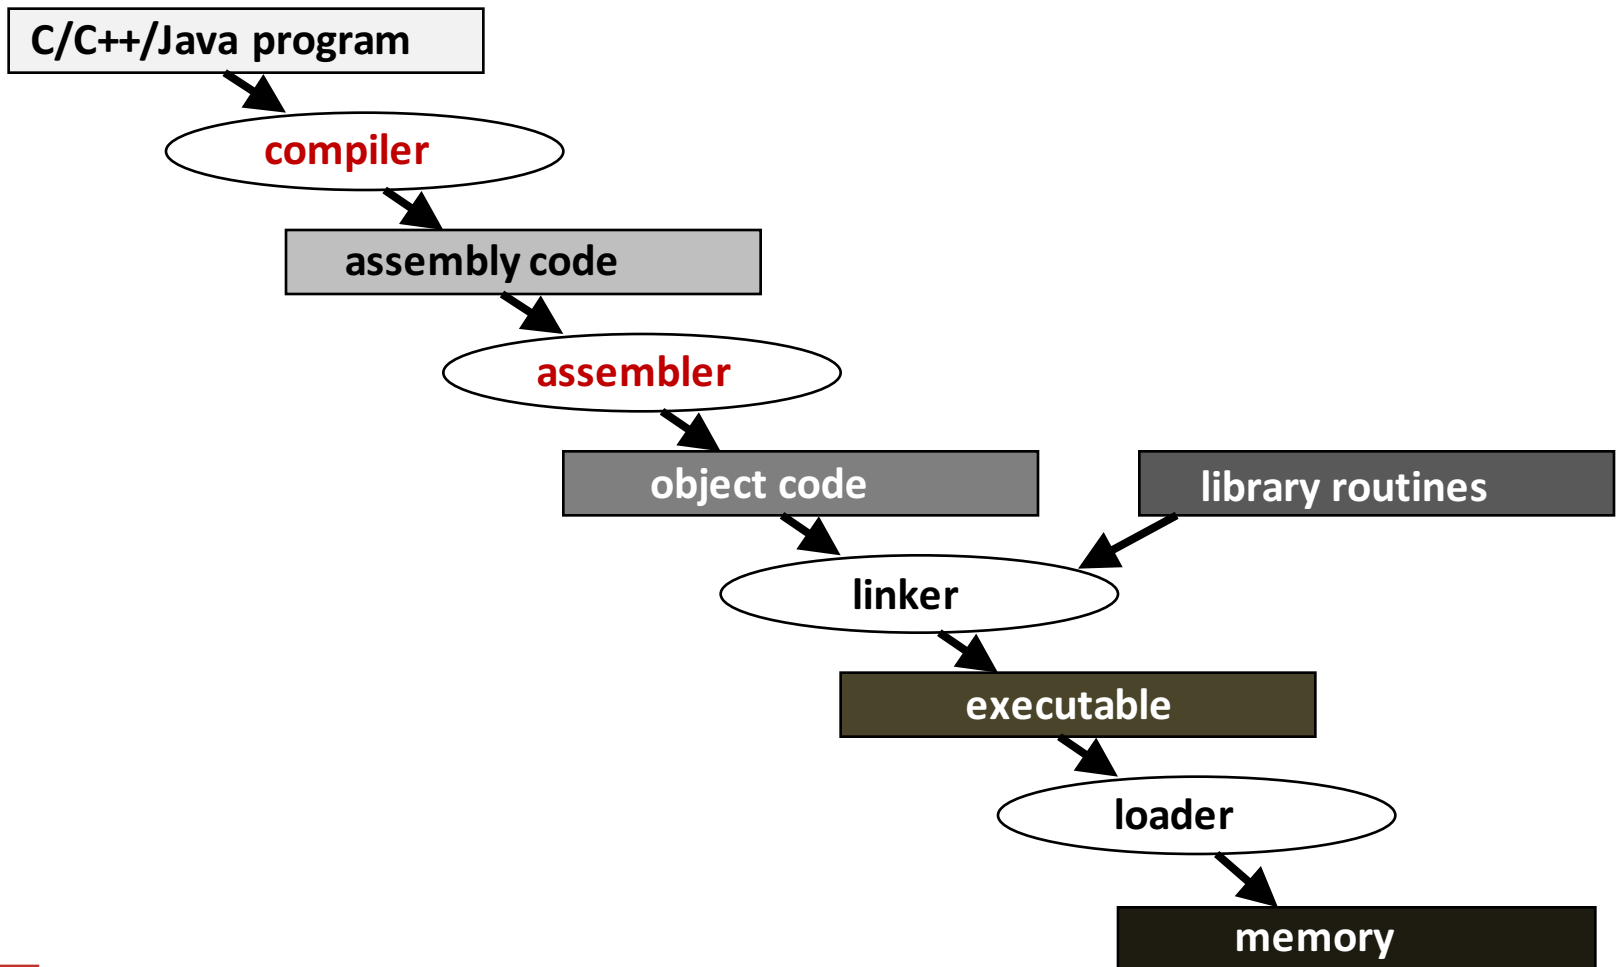 C/C++/Java program
compiler
assembly code
assembler
object code
library routines
linker
executable
loader
memory